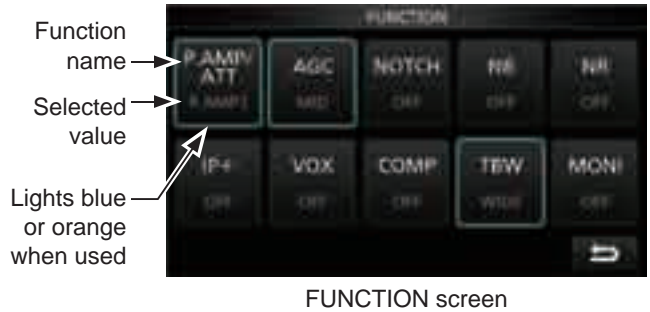 FUNCTION
Function
name
P.AMP/
ATT
AGC
NOTCH
NB
NR
Selected
value
P.AMP1
MID
OFF
OFF
OFF
Lights blue
or orange
when used
IP+
VOX
COMP
TBW
MONI
OFF
OFF
OFF
WIDE
OFF
FUNCTION screen